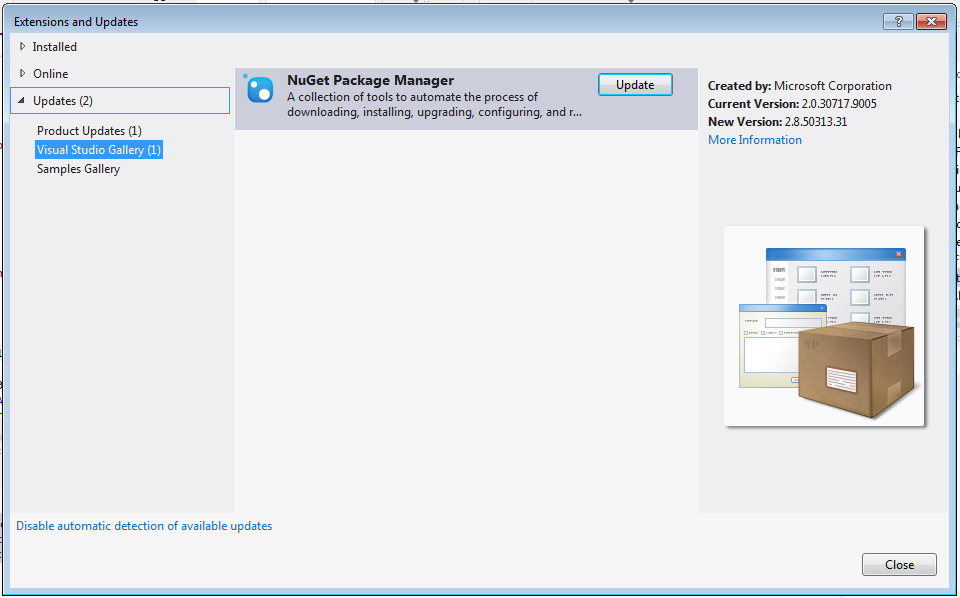 Extensions and Updates
Installed
Online
Updates (2)
Product Updates (1)
Visual Studio Gallery (1)
Samples Gallery
NuGet Package Manager
A collection of tools to automate the process of
downloading, installing, upgrading, configuring, and r...
Update
Created by: Microsoft Corporation
Current Version: 2.0.30717.9005
New Version: 2.8.50313.31
More Information
NP
Disable automatic detection of available updates
Close